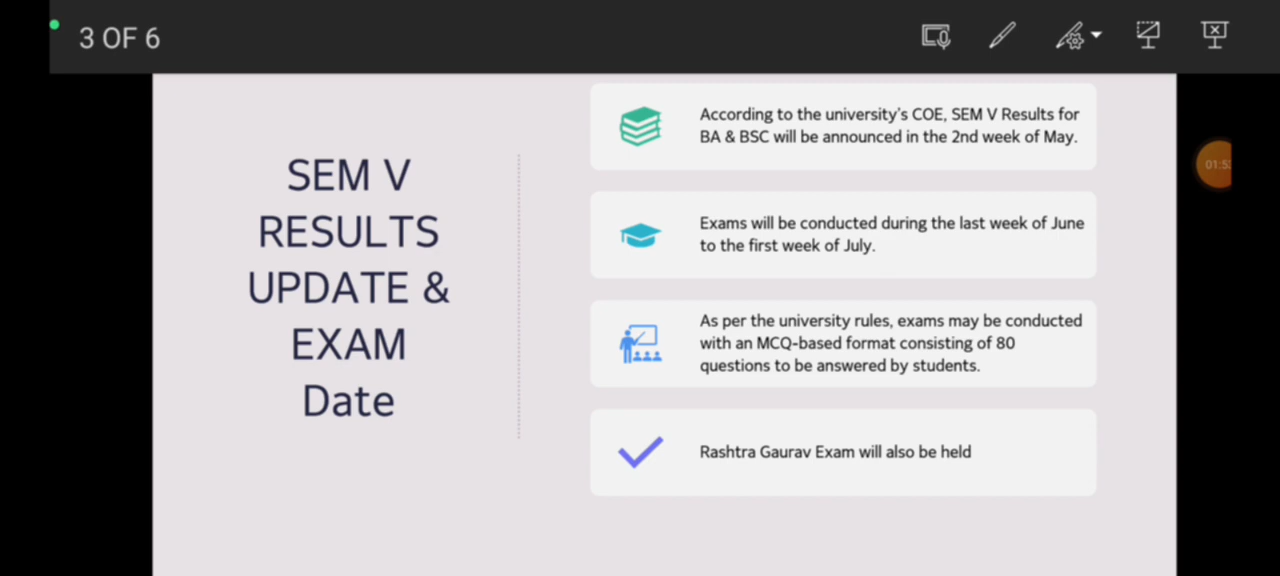 3 OF 6
SEM V
RESULTS
UPDATE &
EXAM
Date
According to the university's COE, SEM V Results for
BA & BSC will be announced in the 2nd week of May.
Exams will be conducted during the last week of June
to the first week of July.
As per the university rules, exams may be conducted
with an MCQ-based format consisting of 80
questions to be answered by students.
Rashtra Gaurav Exam will also be held